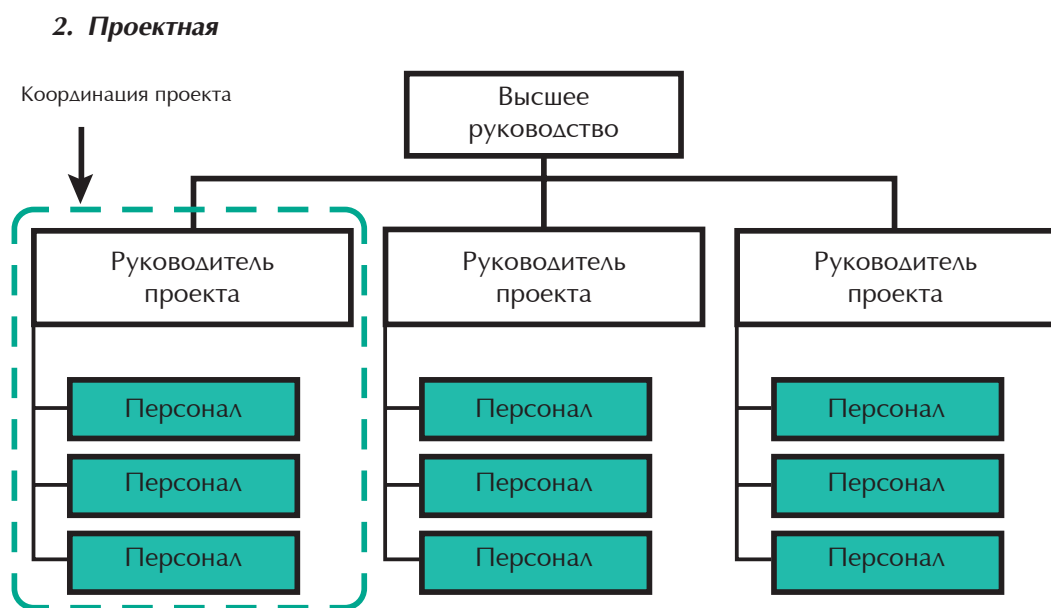 2. Проектная
Координация проекта
Высшее
руководство
Руководитель
проекта
Руководитель
проекта
Руководитель
проекта
Персонал
Персонал
Персонал
Персонал
Персонал
Персонал
Персонал
Персонал
Персонал